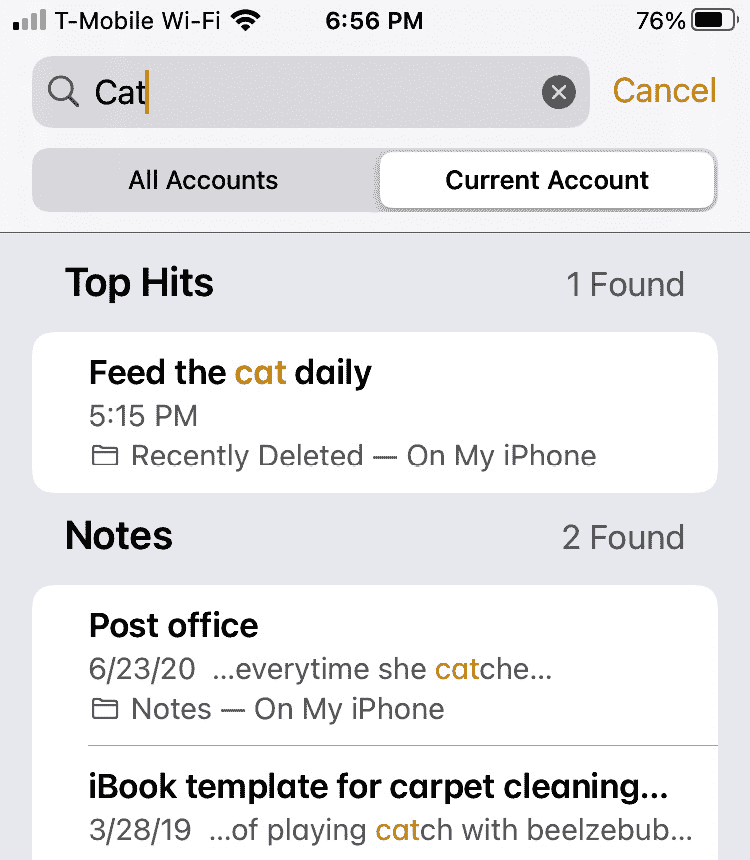 T-Mobile Wi-Fi 6:56 PM 76%
Cat Cancel
All Accounts Current Account
Top Hits 1 Found
Feed the cat daily
5:15 PM
Recently Deleted — On My iPhone
Notes 2 Found
Post office
6/23/20 ...everytime she catche...
Notes — On My iPhone
iBook template for carpet cleaning...
3/28/19 ...of playing catch with beelzebub...